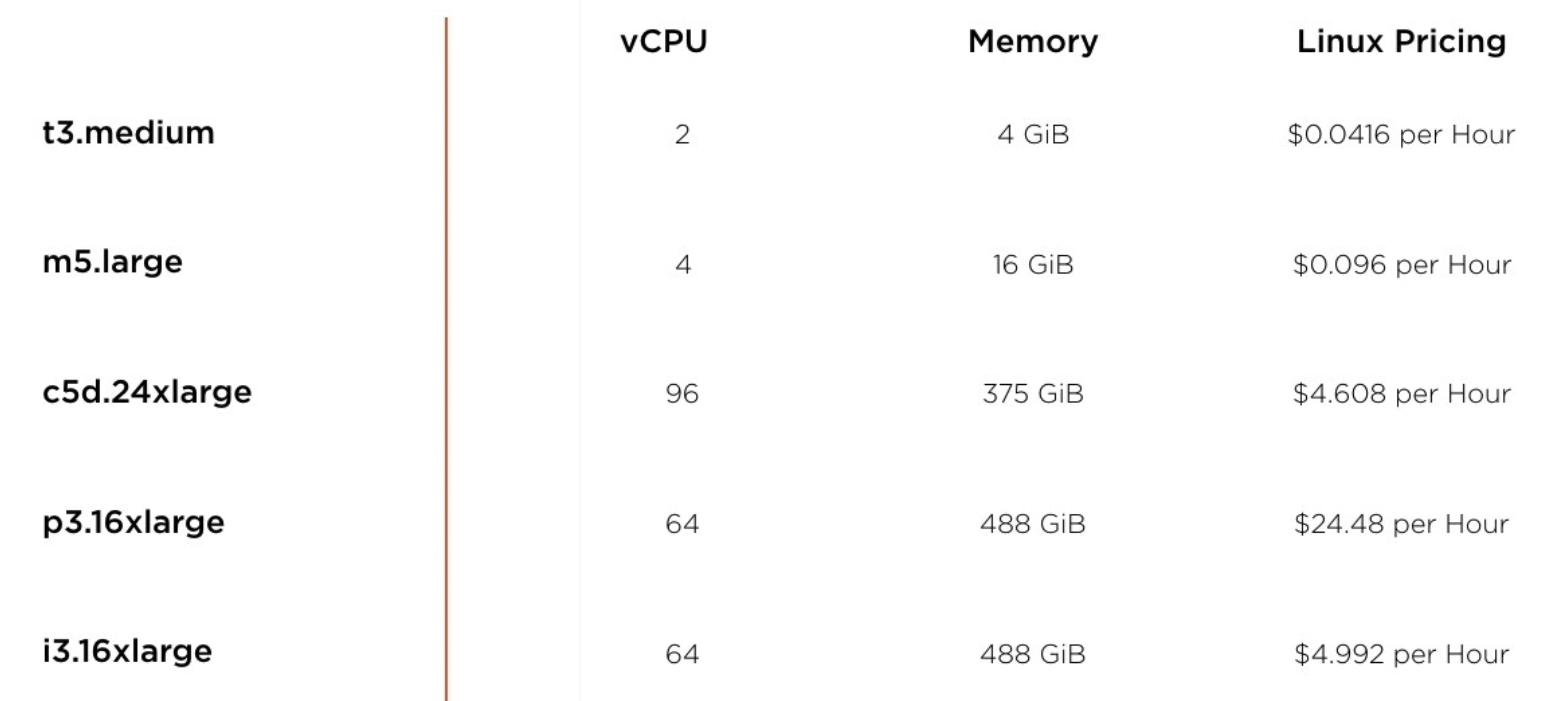 vCPU Memory Linux Pricing
t3.medium 2 4 GiB $0.0416 per Hour
m5.large 4 16 GiB $0.096 per Hour
c5d.24xlarge 96 375 GiB $4.608 per Hour
p3.16xlarge 64 488 GiB $24.48 per Hour
i3.16xlarge 64 488 GiB $4.992 per Hour